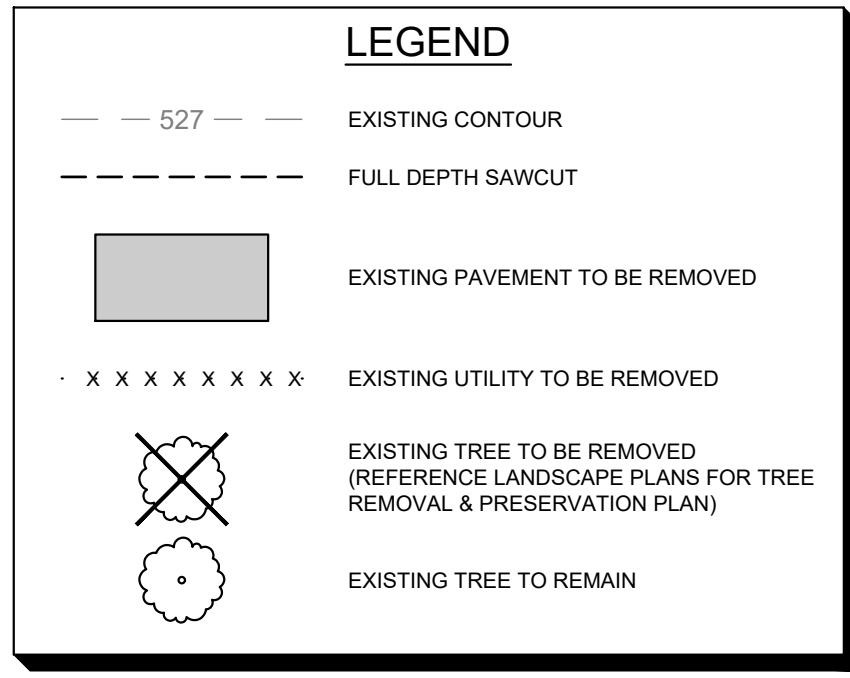 LEGEND
527 EXISTING CONTOUR
FULL DEPTH SAWCUT
EXISTING PAVEMENT TO BE REMOVED
X X X X X X X X EXISTING UTILITY TO BE REMOVED
EXISTING TREE TO BE REMOVED
(REFERENCE LANDSCAPE PLANS FOR TREE
REMOVAL & PRESERVATION PLAN)
EXISTING TREE TO REMAIN